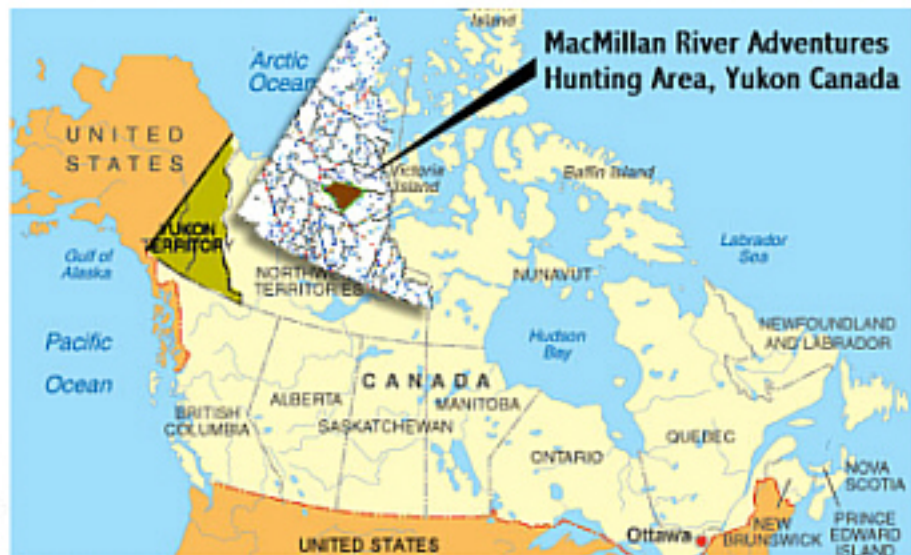 Island
MacMillan River Adventures
Hunting Area, Yukon Canada
Arctic
Ocean
UNITED
STATES
Victoria
Island
Baffin Island
YUKON
TERRITORY
Gulf of
Alaska
Labrador
Sea
NORTHWEST
TERRITORIES
NUNAVUT
Pacific
Ocean
Hudson
Bay
NEWFOUNDLAND
AND LABRADOR
CANADA
ALBERTA
MANITOBA
BRITISH
COLUMBIA
SASKATCHEWAN
ONTARIO
QUEBEC
NOVA
SCOTIA
Ottawa
NEW
BRUNSWICK
PRINCE
EDWARD
ISLAND
UNITED STATES